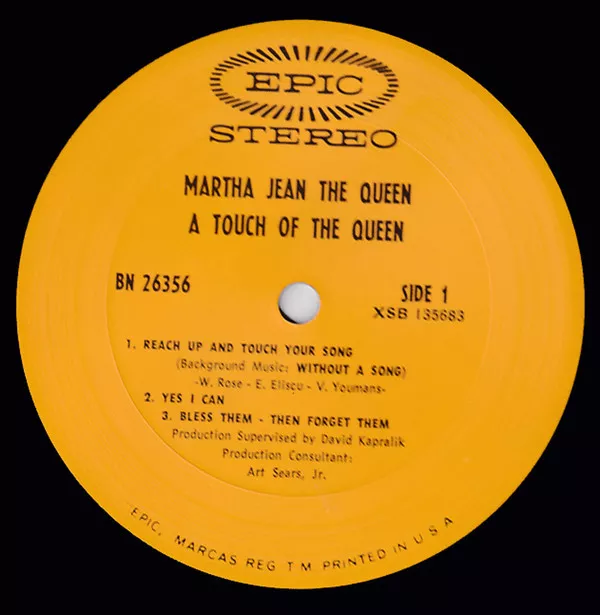 EPIC
STEREO
MARTHA JEAN THE QUEEN
A TOUCH OF THE QUEEN
BN 26356
SIDE 1
XSB 135683
1. REACH UP AND TOUCH YOUR SONG
(Background Music: WITHOUT A SONG)
-W. Rose - E. Eliscu - V. Youmans-
2. YES I CAN
3. BLESS THEM - THEN FORGET THEM
Production Supervised by David Kapralik
Production Consultant:
Art Sears, Jr.
"EPIC, MARCAS REG T M PRINTED IN U S A